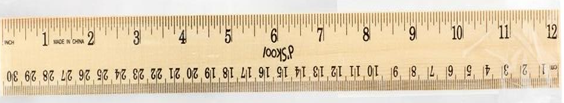 INCH 1 MADE IN CHINA 2 3 4 5 6 7 8 9 10 11 12
d'Skool
30 29 28 27 26 25 24 23 22 21 20 19 18 17 16 15 14 13 12 11 10 9 8 7 6 5 4 3 2 1 cm